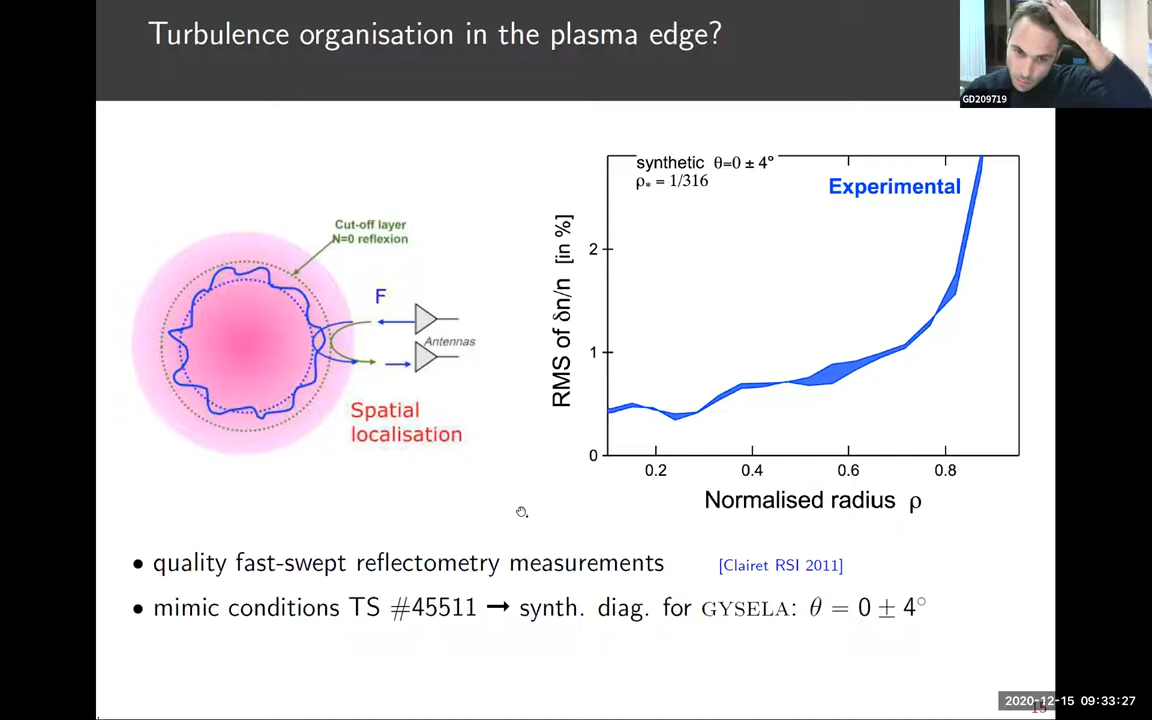 Turbulence organisation in the plasma edge?
GD209719
Cut-off layer
N=0 reflexion
F
Antennas
Spatial
localisation
synthetic θ=0 ± 4°
ρ* = 1/316
Experimental
RMS of δn/n [in %]
2
1
0
0.2 0.4 0.6 0.8
Normalised radius ρ
• quality fast-swept reflectometry measurements [Clairet RSI 2011]
• mimic conditions TS #45511 → synth. diag. for GYSELA: θ = 0 ± 4°
2020-12-15 09:33:27
15